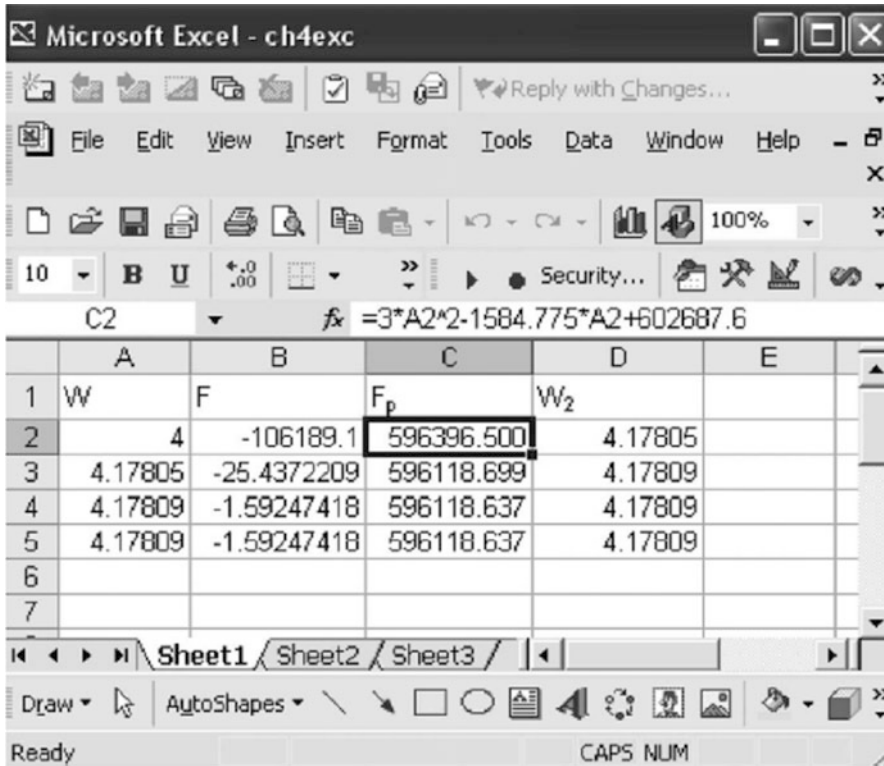 Microsoft Excel - ch4exc
Reply with Changes...
File Edit View Insert Format Tools Data Window Help
100%
10 B U .00 Security...
C2 fx =3*A2^2-1584.775*A2+602687.6
A B C D E
1 W F Fp W2
2 4 -106189.1 596396.500 4.17805
3 4.17805 -25.4372209 596118.699 4.17809
4 4.17809 -1.59247418 596118.637 4.17809
5 4.17809 -1.59247418 596118.637 4.17809
6
7
Sheet1 / Sheet2 / Sheet3 /
Draw AutoShapes
Ready CAPS NUM